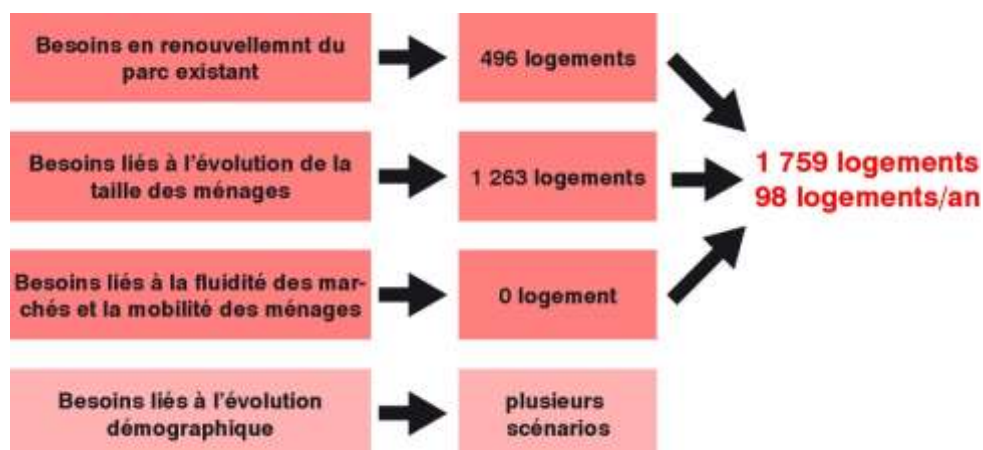 Besoins en renouvellemnt du
parc existant
496 logements
Besoins liés à l'évolution de la
taille des ménages
1 263 logements
1 759 logements
98 logements/an
Besoins liés à la fluidité des mar-
chés et la mobilité des ménages
0 logement
Besoins liés à l'évolution
démographique
plusieurs
scénarios